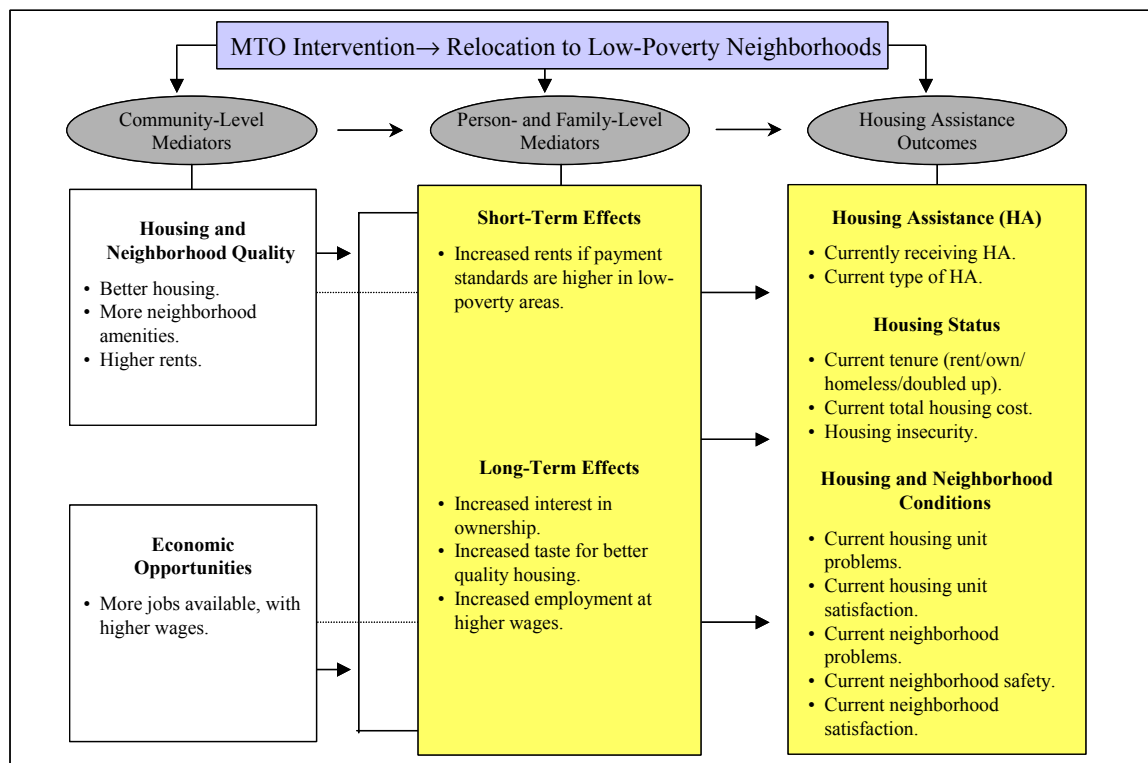 MTO Intervention→ Relocation to Low-Poverty Neighborhoods
Community-Level
Mediators
Person- and Family-Level
Mediators
Housing Assistance
Outcomes
Housing and
Neighborhood Quality
• Better housing.
• More neighborhood
amenities.
• Higher rents.
Economic
Opportunities
• More jobs available, with
higher wages.
Short-Term Effects
• Increased rents if payment
standards are higher in low-
poverty areas.
Long-Term Effects
• Increased interest in
ownership.
• Increased taste for better
quality housing.
• Increased employment at
higher wages.
Housing Assistance (HA)
• Currently receiving HA.
• Current type of HA.
Housing Status
• Current tenure (rent/own/
homeless/doubled up).
• Current total housing cost.
• Housing insecurity.
Housing and Neighborhood
Conditions
• Current housing unit
problems.
• Current housing unit
satisfaction.
• Current neighborhood
problems.
• Current neighborhood safety.
• Current neighborhood
satisfaction.